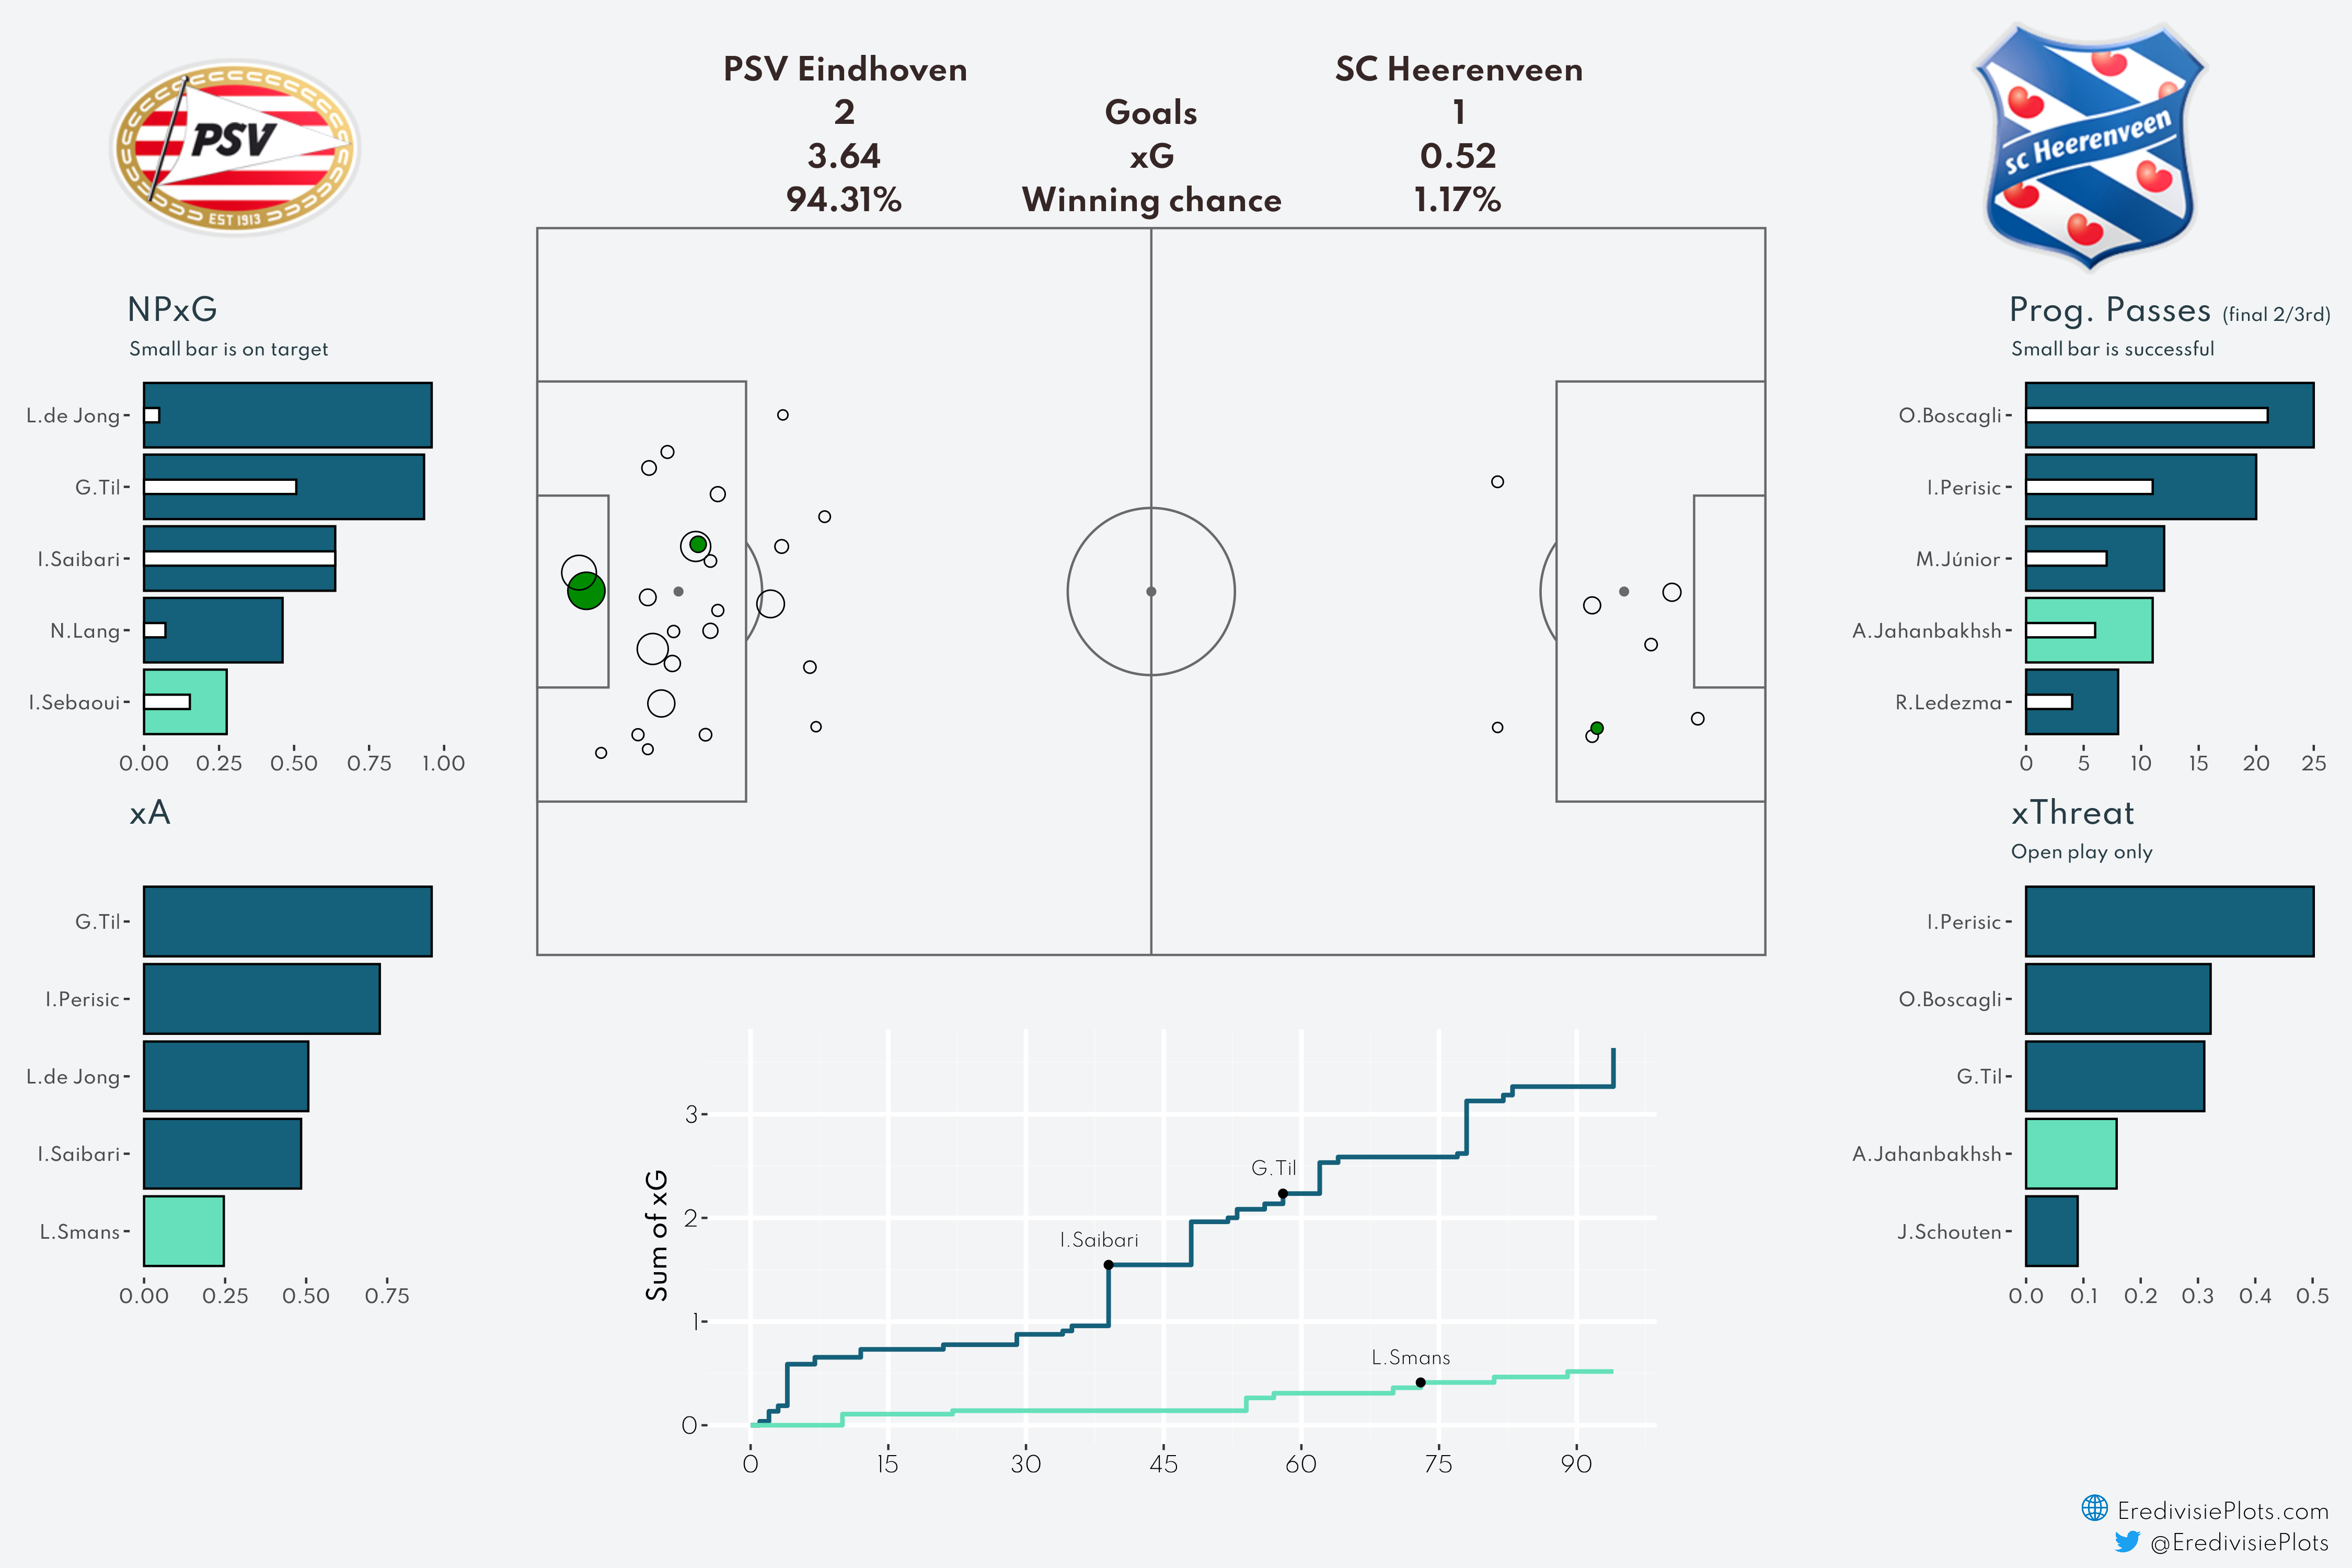 PSV Eindhoven SC Heerenveen
2 Goals 1
3.64 xG 0.52
94.31% Winning chance 1.17%
PSV
EST 1913
sc Heerenveen
NPxG
Small bar is on target
L.de Jong
G.Til
I.Saibari
N.Lang
I.Sebaoui
0.00 0.25 0.50 0.75 1.00
xA
G.Til
I.Perisic
L.de Jong
I.Saibari
L.Smans
0.00 0.25 0.50 0.75
Sum of xG
3
2
1
0
I.Saibari
G.Til
L.Smans
0 15 30 45 60 75 90
Prog. Passes (final 2/3rd)
Small bar is successful
O.Boscagli
I.Perisic
M.Júnior
A.Jahanbakhsh
R.Ledezma
0 5 10 15 20 25
xThreat
Open play only
I.Perisic
O.Boscagli
G.Til
A.Jahanbakhsh
J.Schouten
0.0 0.1 0.2 0.3 0.4 0.5
EredivisiePlots.com
@EredivisiePlots